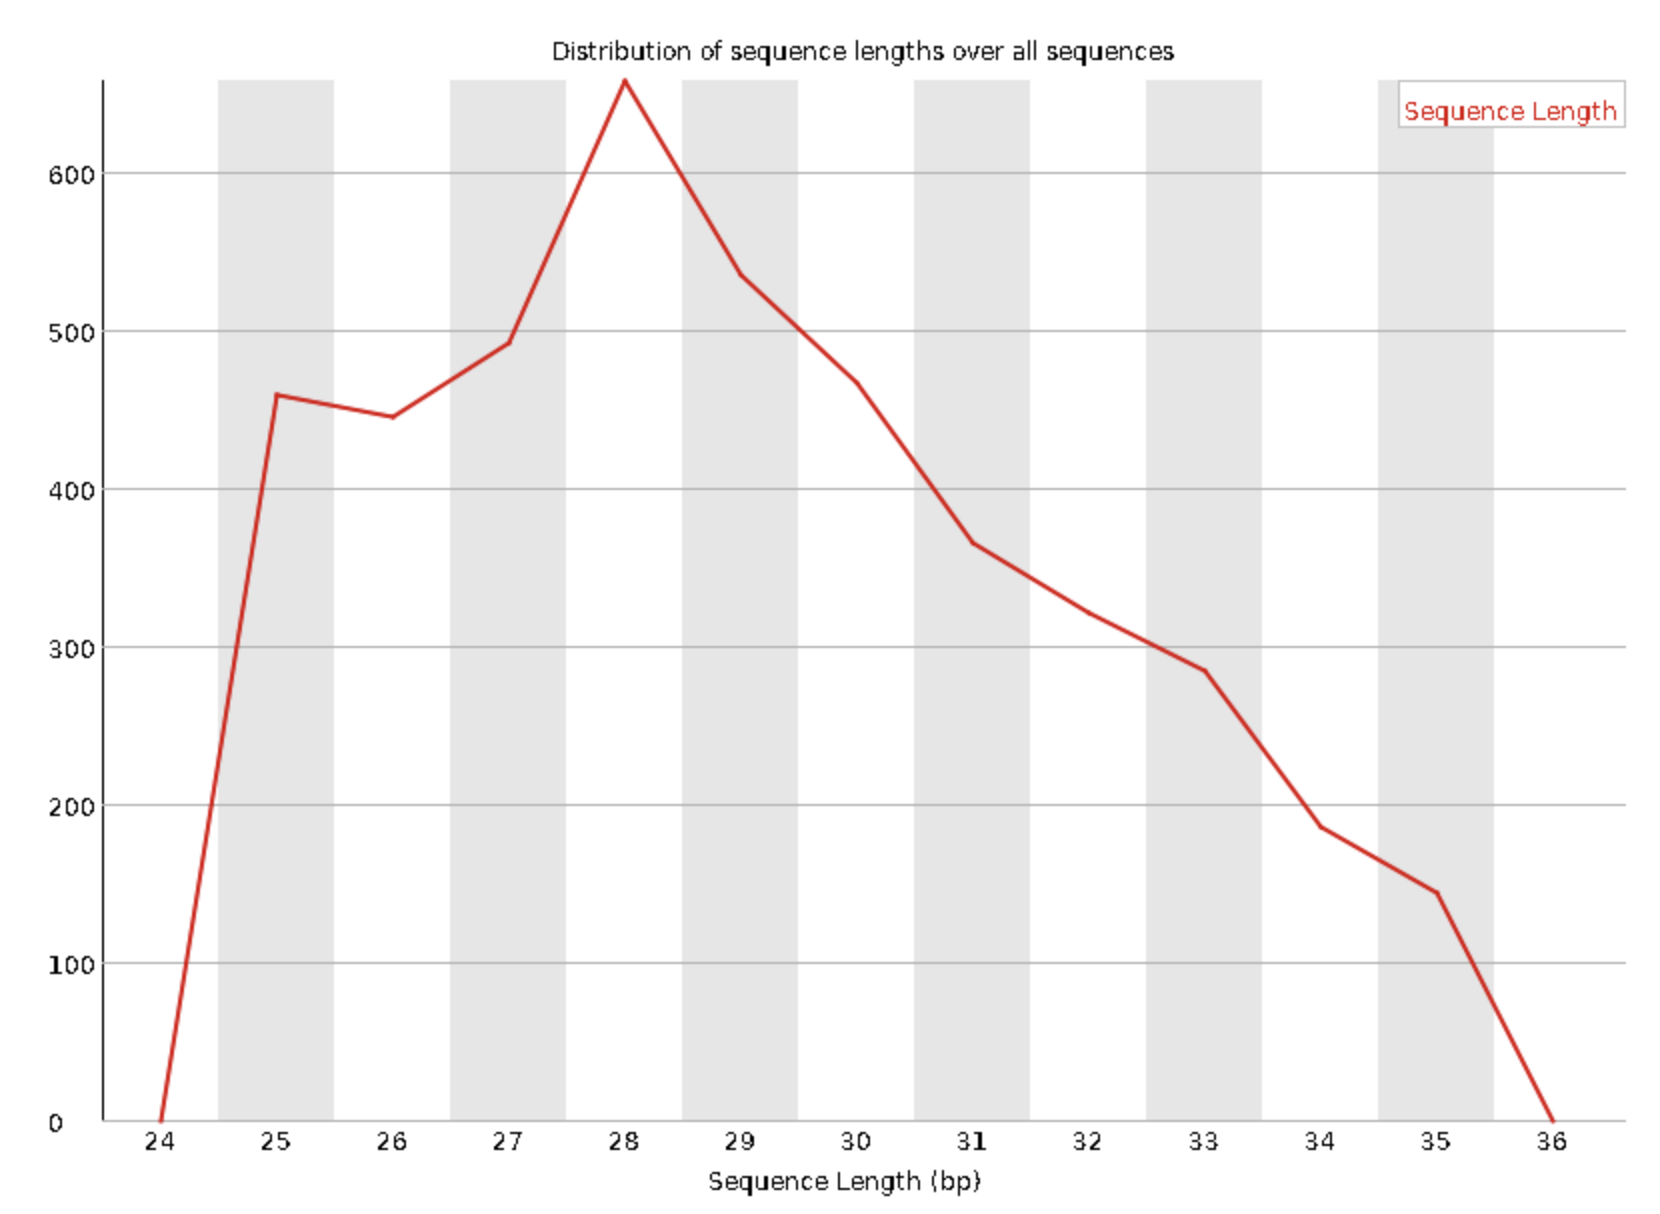 Distribution of sequence lengths over all sequences
Sequence Length
600
500
400
300
200
100
0
24 25 26 27 28 29 30 31 32 33 34 35 36
Sequence Length (bp)